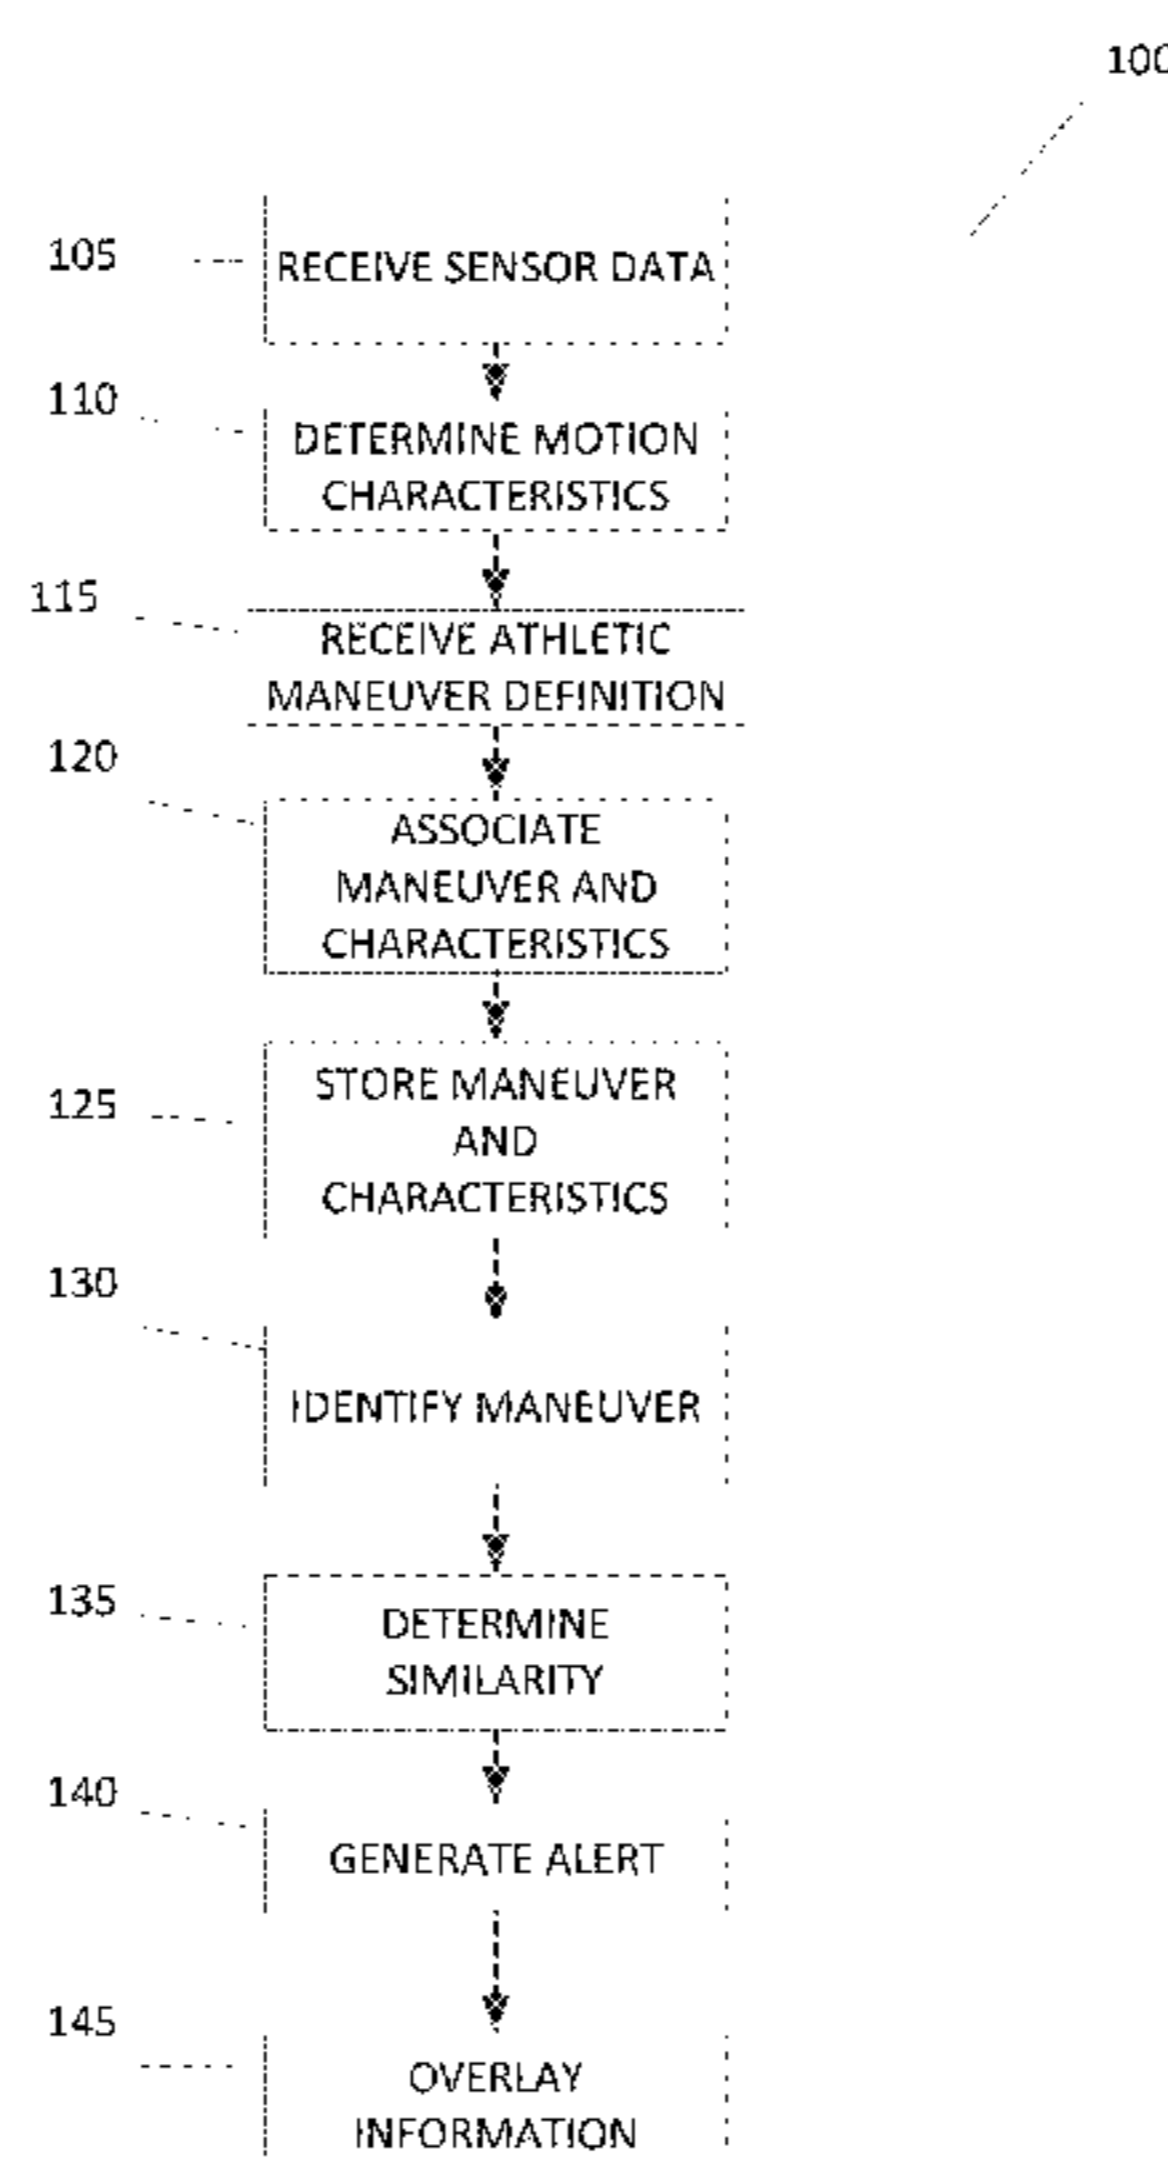 100
105
RECEIVE SENSOR DATA
110
DETERMINE MOTION
CHARACTERISTICS
115
RECEIVE ATHLETIC
MANEUVER DEFINITION
120
ASSOCIATE
MANEUVER AND
CHARACTERISTICS
125
STORE MANEUVER
AND
CHARACTERISTICS
130
IDENTIFY MANEUVER
135
DETERMINE
SIMILARITY
140
GENERATE ALERT
145
OVERLAY
INFORMATION